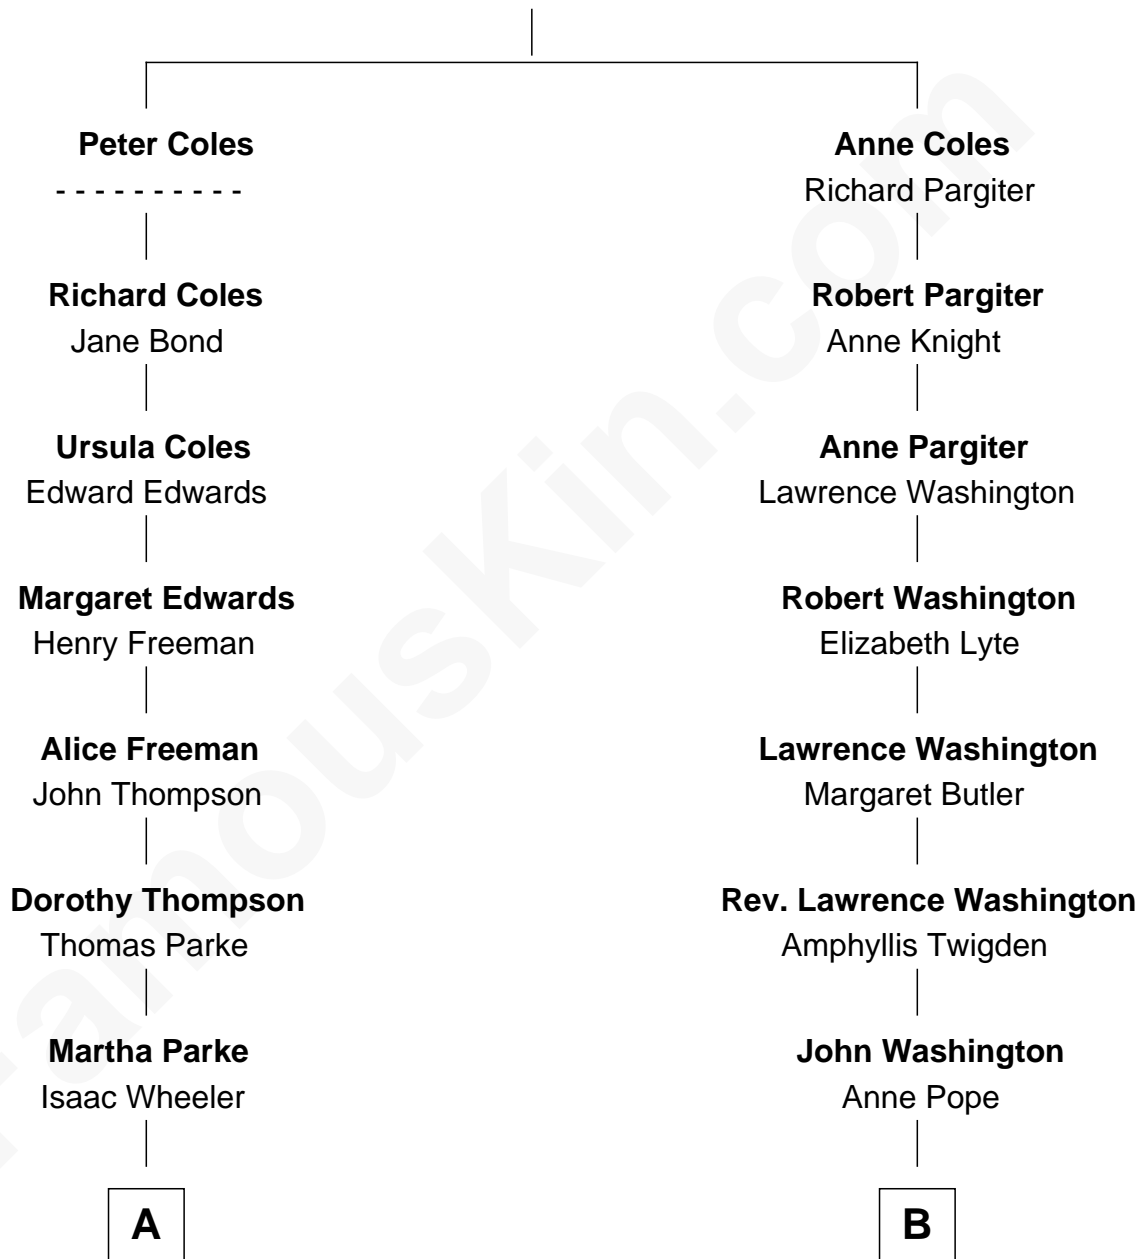 Peter Coles
- - - - - - - - - -
Richard Coles
Jane Bond
Ursula Coles
Edward Edwards
Margaret Edwards
Henry Freeman
Alice Freeman
John Thompson
Dorothy Thompson
Thomas Parke
Martha Parke
Isaac Wheeler
A
Anne Coles
Richard Pargiter
Robert Pargiter
Anne Knight
Anne Pargiter
Lawrence Washington
Robert Washington
Elizabeth Lyte
Lawrence Washington
Margaret Butler
Rev. Lawrence Washington
Amphyllis Twigden
John Washington
Anne Pope
B
FamousKin.com